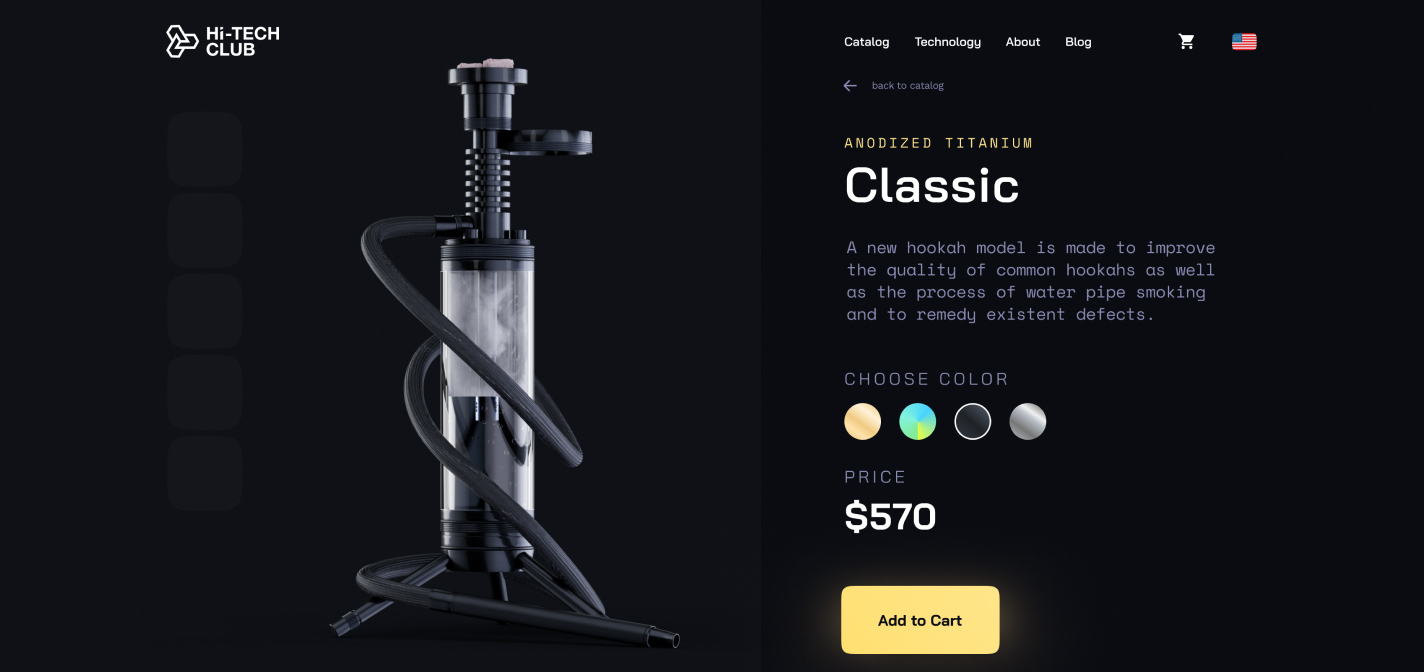 Hi-TECH
CLUB
Catalog Technology About Blog
back to catalog
ANODIZED TITANIUM
Classic
A new hookah model is made to improve
the quality of common hookahs as well
as the process of water pipe smoking
and to remedy existent defects.
CHOOSE COLOR
PRICE
$570
Add to Cart